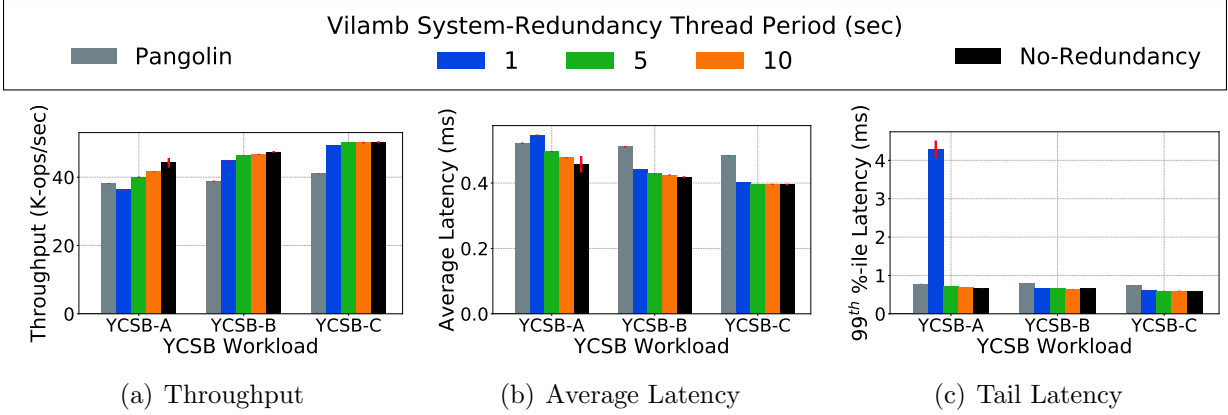 Vilamb System-Redundancy Thread Period (sec)
Pangolin 1 5 10 No-Redundancy
Throughput (K-ops/sec)
40
20
0
YCSB-A YCSB-B YCSB-C
YCSB Workload
(a) Throughput
Average Latency (ms)
0.4
0.2
0.0
YCSB-A YCSB-B YCSB-C
YCSB Workload
(b) Average Latency
99th %-ile Latency (ms)
4
3
2
1
0
YCSB-A YCSB-B YCSB-C
YCSB Workload
(c) Tail Latency